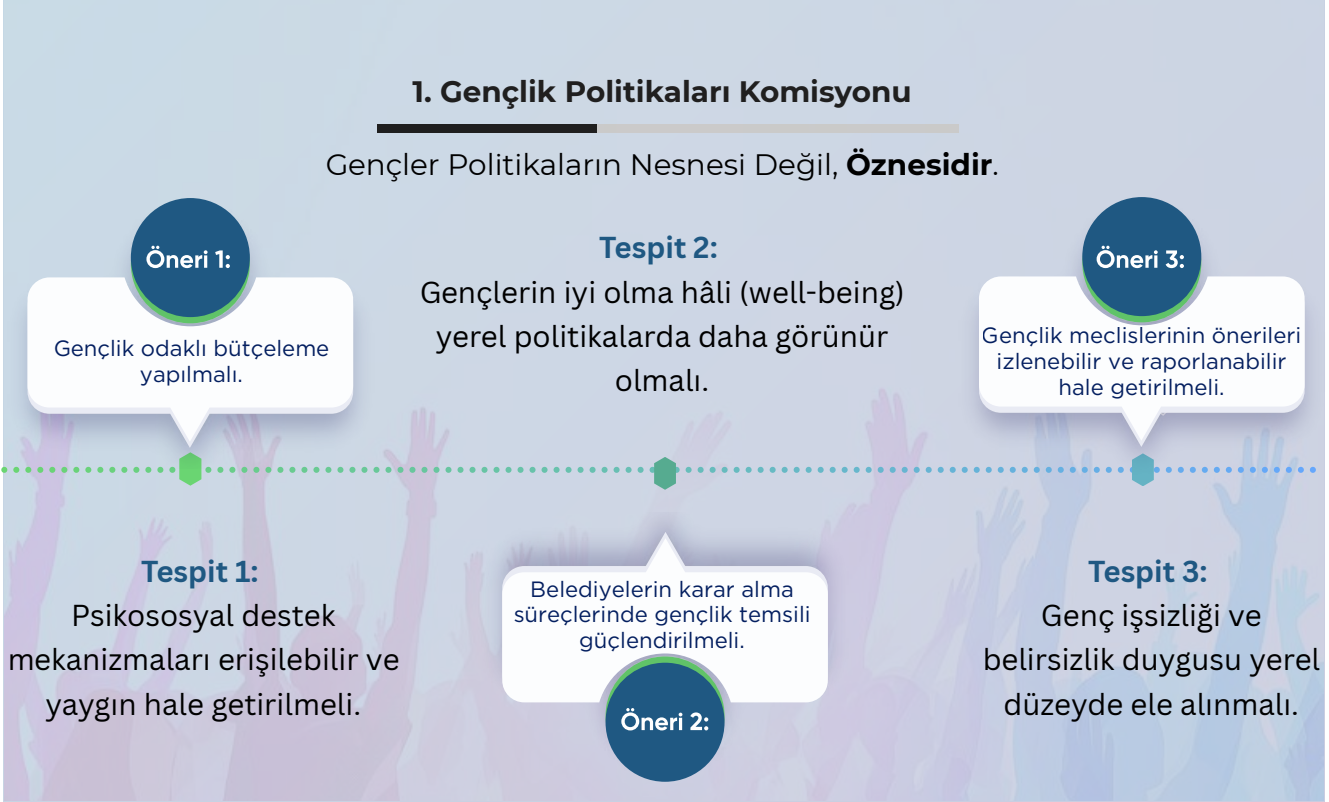 1. Gençlik Politikaları Komisyonu
Gençler Politikaların Nesnesi Değil, Öznesidir.
Öneri 1:
Gençlik odaklı bütçeleme
yapılmalı.
Tespit 1:
Psikososyal destek
mekanizmaları erişilebilir ve
yaygın hale getirilmeli.
Tespit 2:
Gençlerin iyi olma hâli (well-being)
yerel politikalarda daha görünür
olmalı.
Belediyelerin karar alma
süreçlerinde gençlik temsili
güçlendirilmeli.
Öneri 2:
Öneri 3:
Gençlik meclislerinin önerileri
izlenebilir ve raporlanabilir
hale getirilmeli.
Tespit 3:
Genç işsizliği ve
belirsizlik duygusu yerel
düzeyde ele alınmalı.